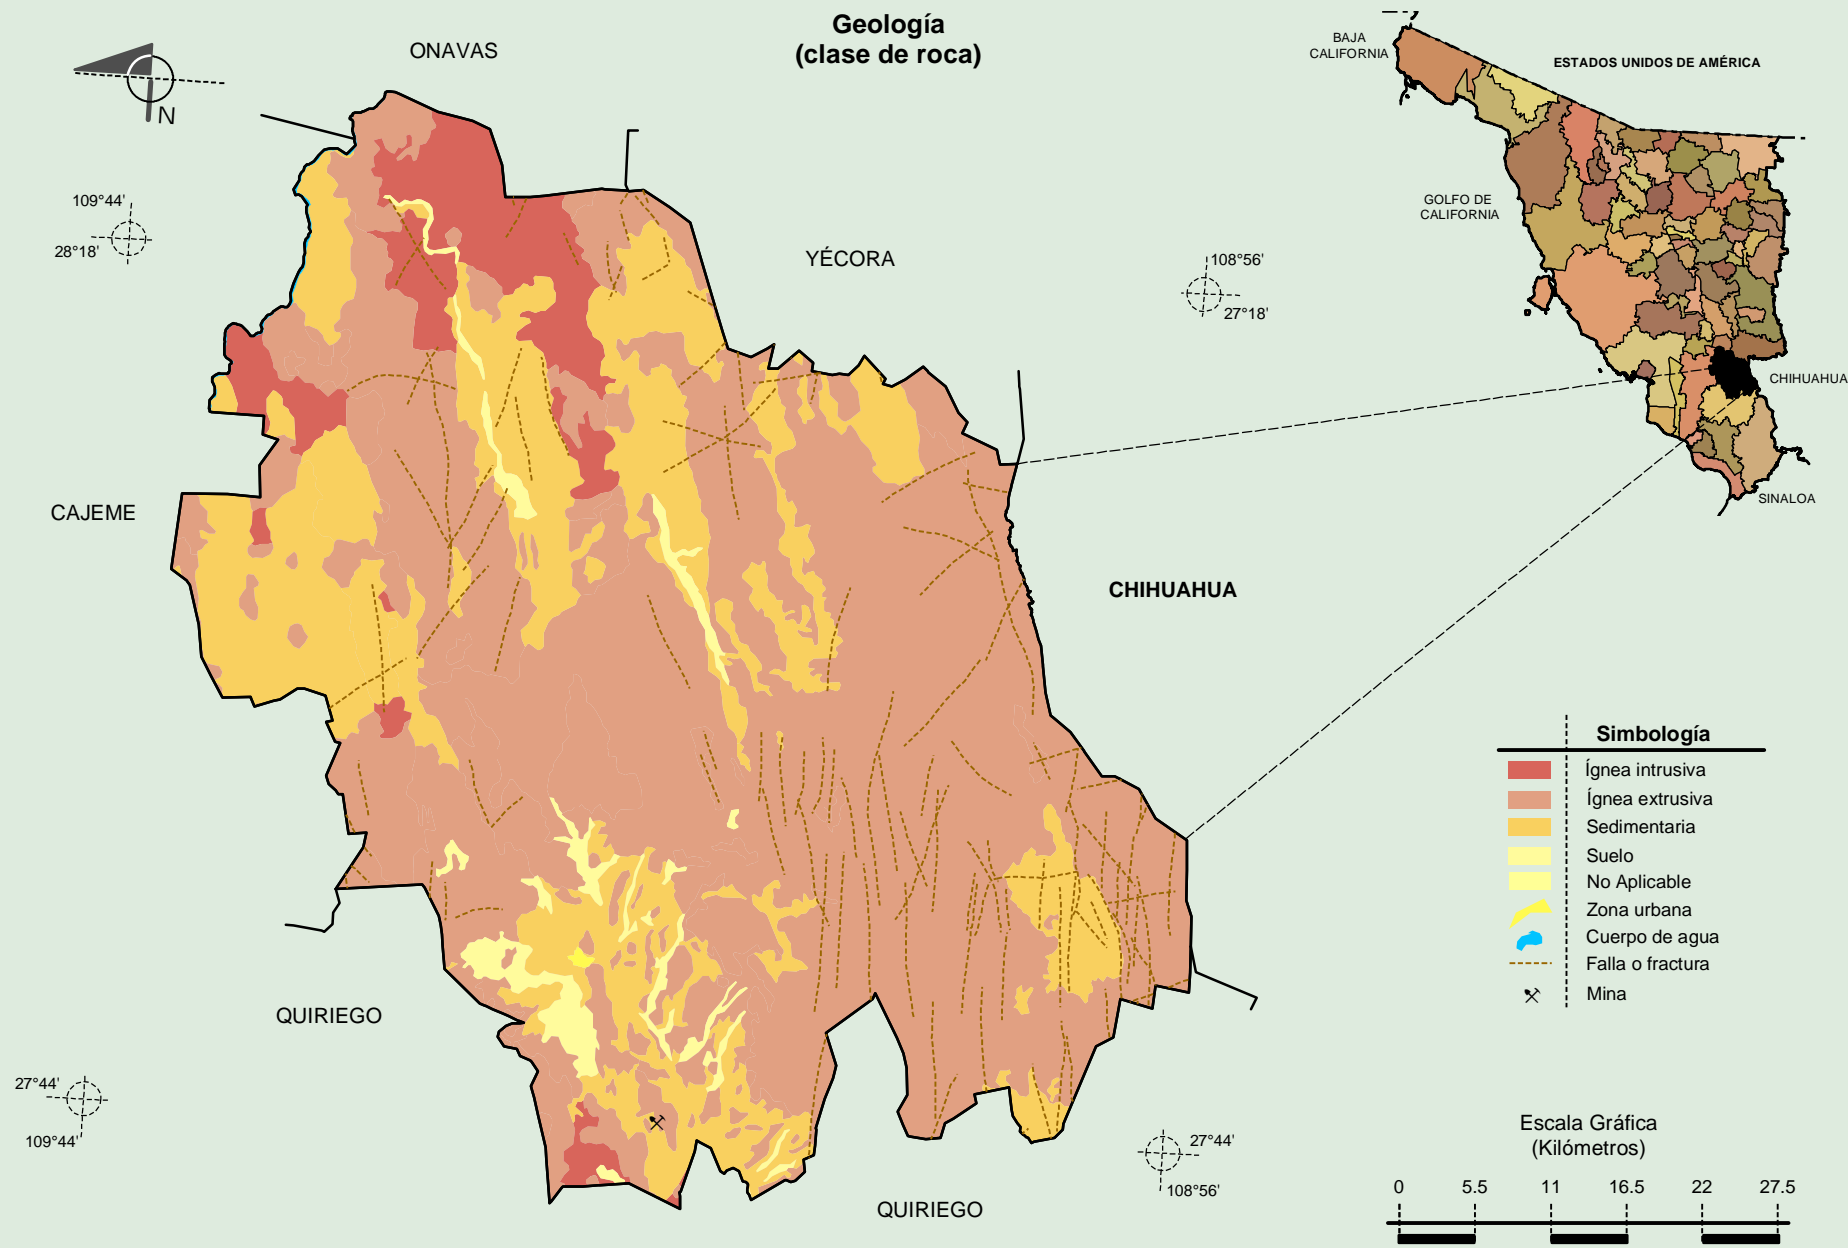 Geología
(clase de roca)
ONAVAS
N
109°44'
28°18'
YÉCORA
108°56'
27°18'
BAJA
CALIFORNIA
ESTADOS UNIDOS DE AMÉRICA
GOLFO DE
CALIFORNIA
CHIHUAHUA
SINALOA
CAJEME
CHIHUAHUA
QUIRIEGO
27°44'
109°44'
27°44'
108°56'
QUIRIEGO
Simbología
Ígnea intrusiva
Ígnea extrusiva
Sedimentaria
Suelo
No Aplicable
Zona urbana
Cuerpo de agua
Falla o fractura
Mina
Escala Gráfica
(Kilómetros)
0 5.5 11 16.5 22 27.5